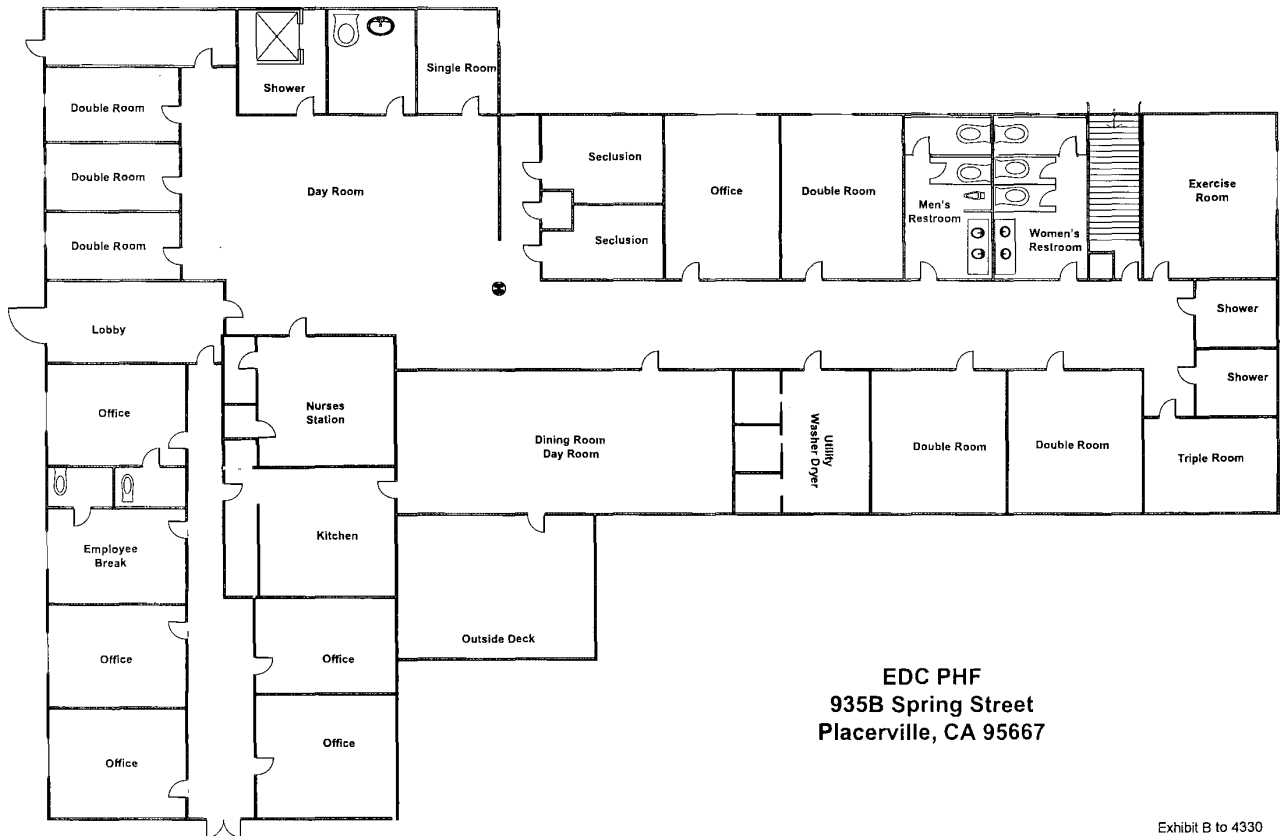 Single Room
Shower
Double Room
Double Room
Double Room
Day Room
Seclusion
Seclusion
Office
Double Room
Men's
Restroom
Women's
Restroom
Exercise
Room
Lobby
Shower
Shower
Office
Nurses
Station
Dining Room
Day Room
Utility
Washer Dryer
Double Room
Double Room
Triple Room
Employee
Break
Kitchen
Office
Office
Outside Deck
Office
Office
EDC PHF
935B Spring Street
Placerville, CA 95667
Exhibit B to 4330